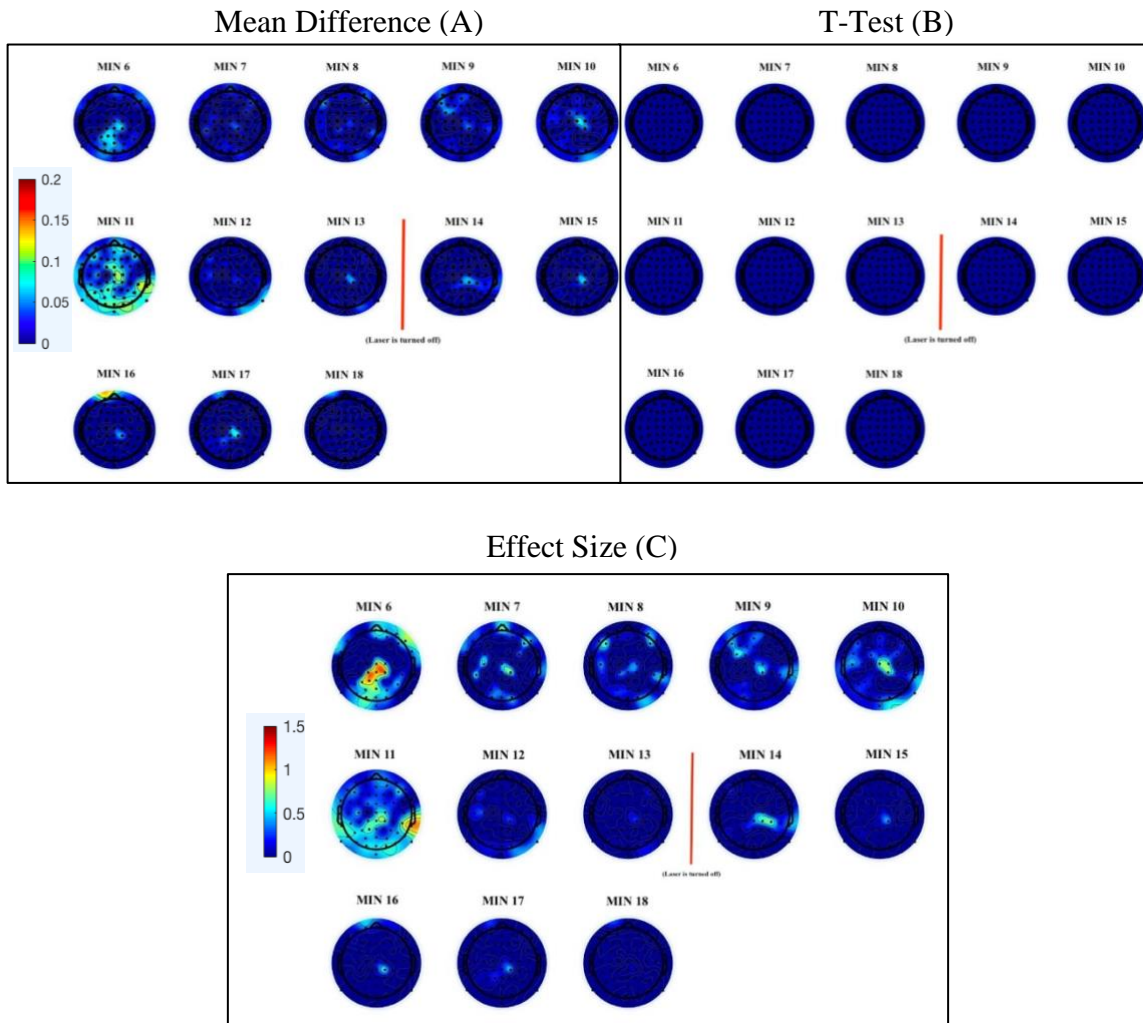 Mean Difference (A)
T-Test (B)
MIN 6 MIN 7 MIN 8 MIN 9 MIN 10
0.2
0.15
0.1
0.05
0
MIN 11 MIN 12 MIN 13 MIN 14 MIN 15
(Laser is turned off)
MIN 16 MIN 17 MIN 18
MIN 6 MIN 7 MIN 8 MIN 9 MIN 10
MIN 11 MIN 12 MIN 13 MIN 14 MIN 15
(Laser is turned off)
MIN 16 MIN 17 MIN 18
Effect Size (C)
MIN 6 MIN 7 MIN 8 MIN 9 MIN 10
1.5
1
0.5
0
MIN 11 MIN 12 MIN 13 MIN 14 MIN 15
(Laser is turned off)
MIN 16 MIN 17 MIN 18